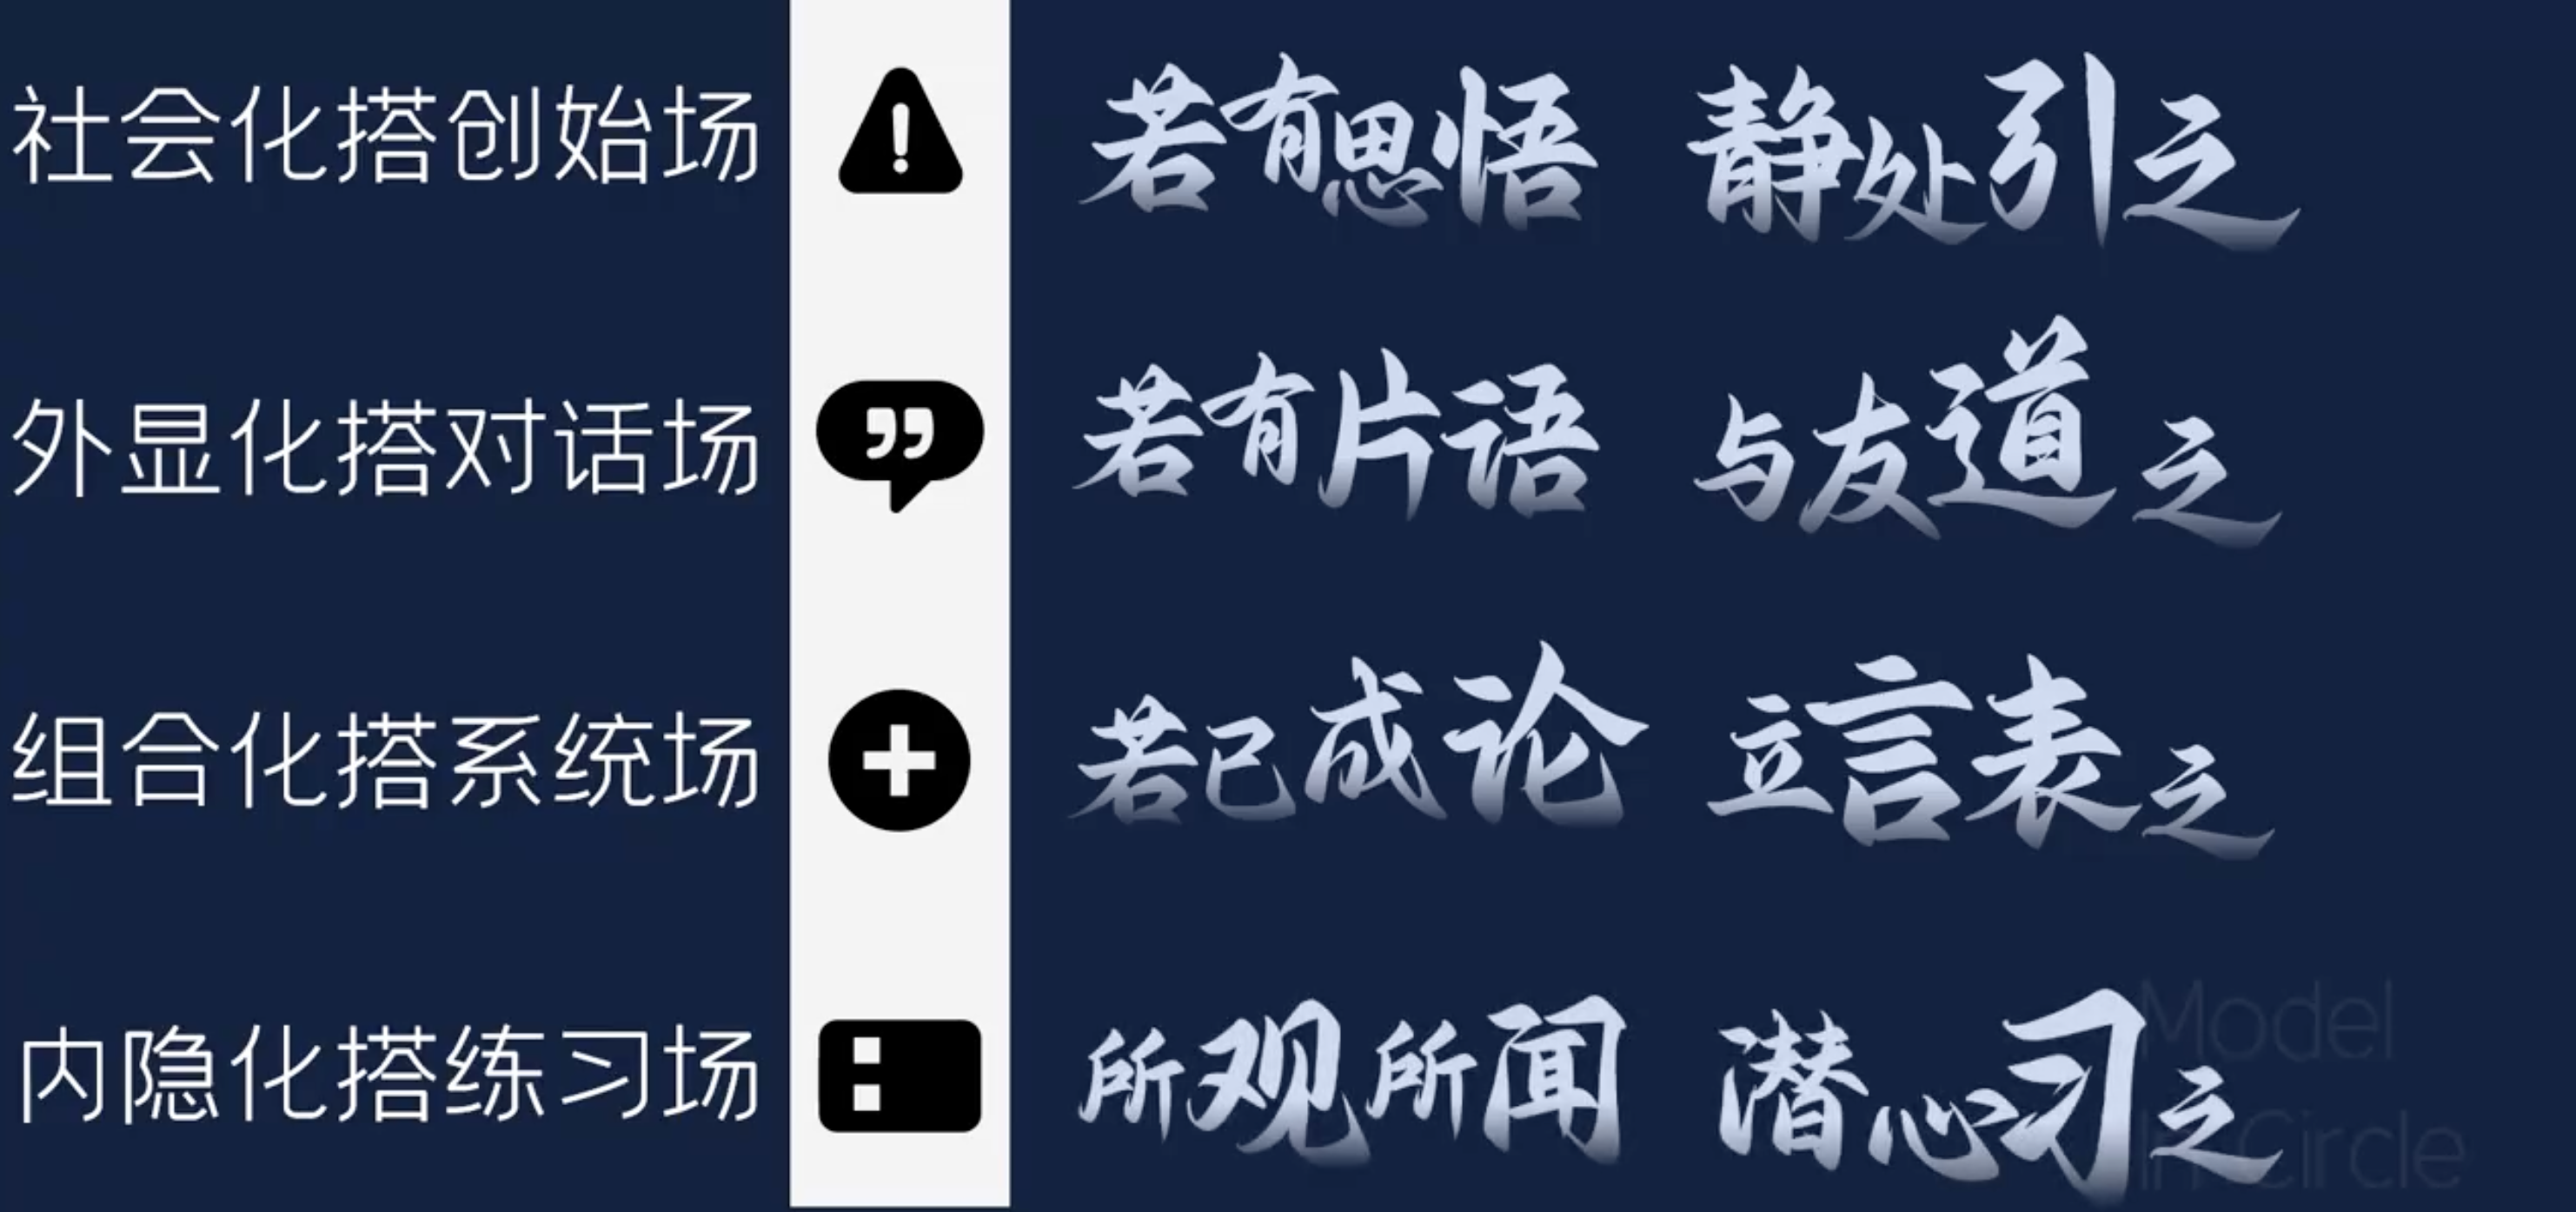 社会化搭创始场
若有思悟 静处引之
外显化搭对话场
若有片语 与友道之
组合化搭系统场
若已成论 立言表之
内隐化搭练习场
所观所闻 潜心习之
Model
In Circle